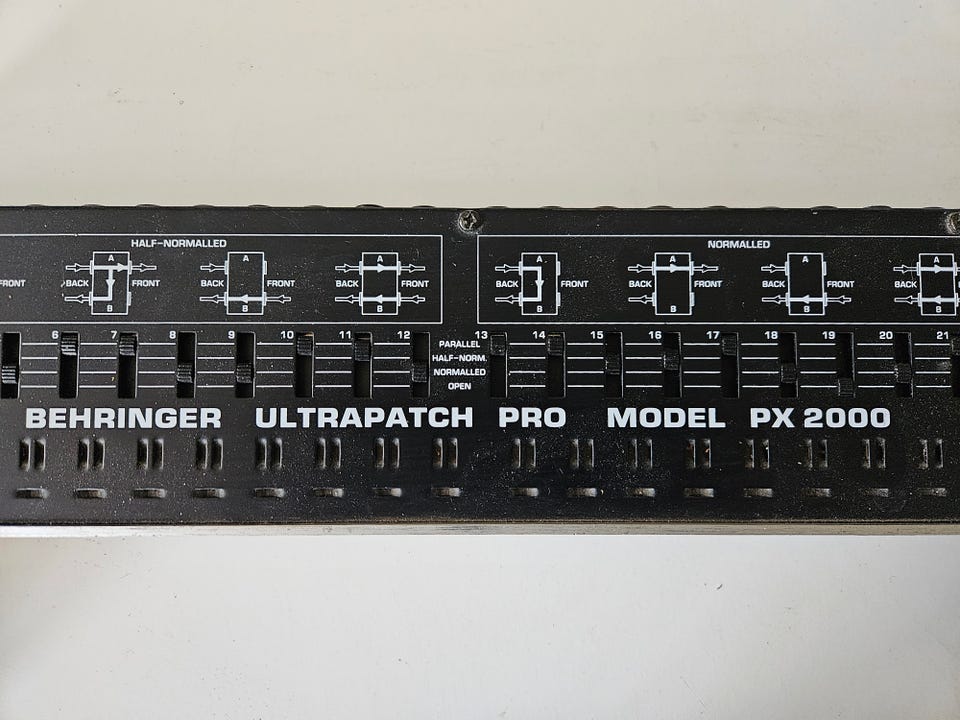 HALF-NORMALLED NORMALLED
A A A A A A A
FRONT BACK FRONT BACK FRONT BACK FRONT BACK FRONT BACK FRONT BACK FRONT BACK
B B B B B B B
6 7 8 9 10 11 12 13 14 15 16 17 18 19 20 21
PARALLEL
HALF-NORM.
NORMALLED
OPEN
BEHRINGER ULTRAPATCH PRO MODEL PX 2000